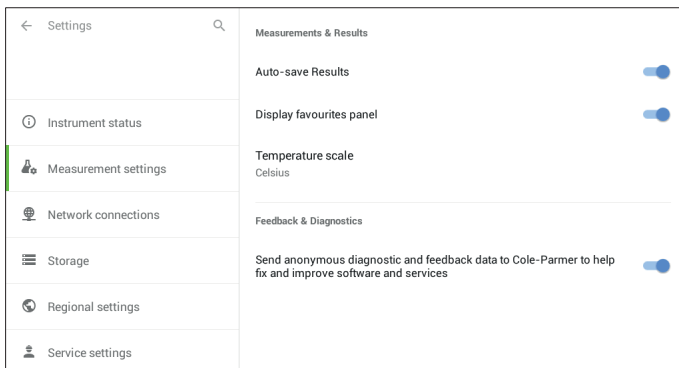 Settings
Instrument status
Measurement settings
Network connections
Storage
Regional settings
Service settings
Measurements & Results
Auto-save Results
Display favourites panel
Temperature scale
Celsius
Feedback & Diagnostics
Send anonymous diagnostic and feedback data to Cole-Parmer to help
fix and improve software and services